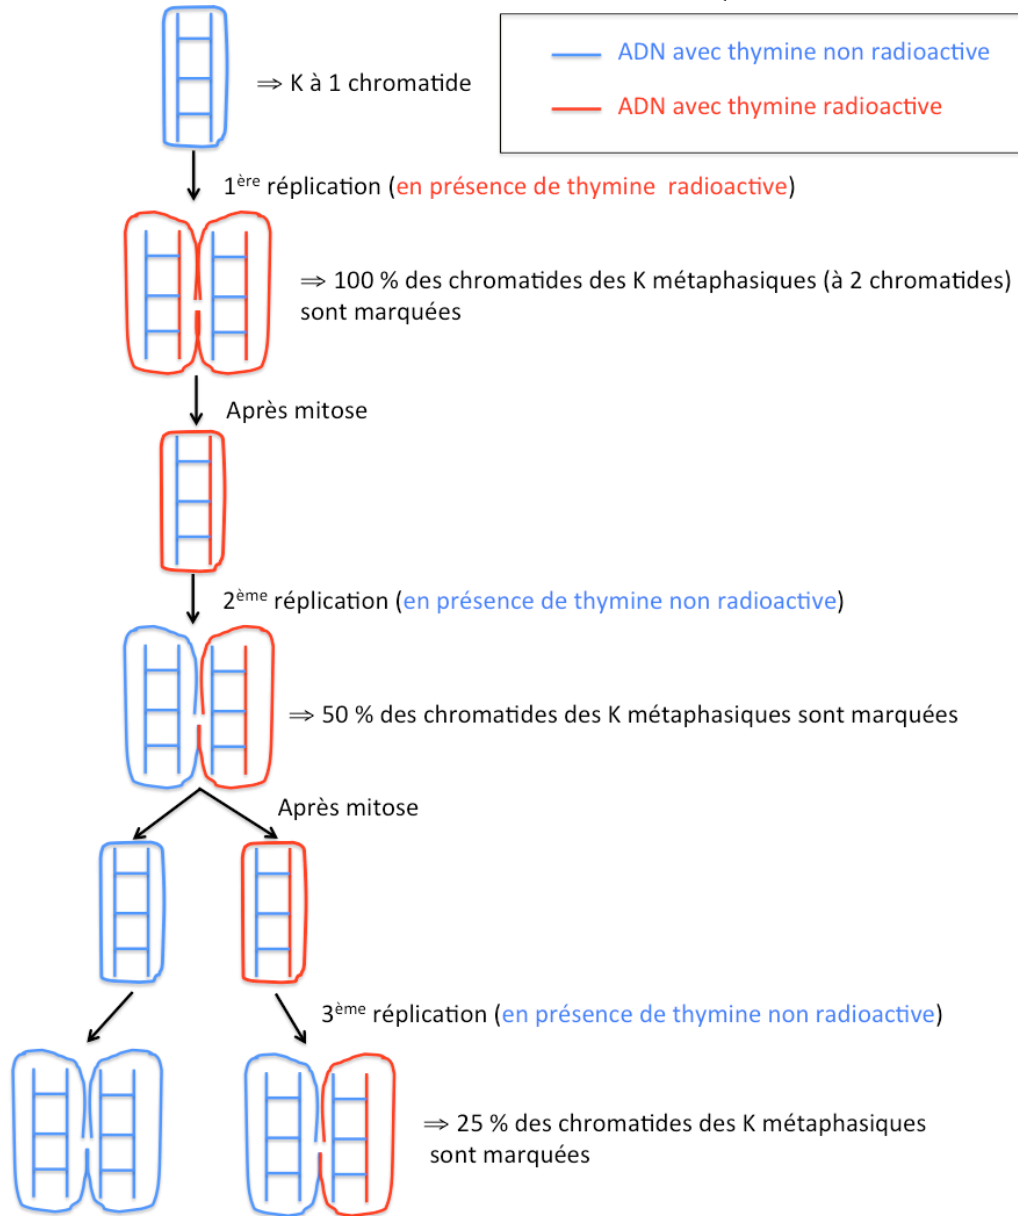 ADN avec thymine non radioactive
⇒ K à 1 chromatide
ADN avec thymine radioactive
1ère réplication (en présence de thymine radioactive)
⇒ 100 % des chromatides des K métaphasiques (à 2 chromatides)
sont marquées
Après mitose
2ème réplication (en présence de thymine non radioactive)
⇒ 50 % des chromatides des K métaphasiques sont marquées
Après mitose
3ème réplication (en présence de thymine non radioactive)
⇒ 25 % des chromatides des K métaphasiques
sont marquées